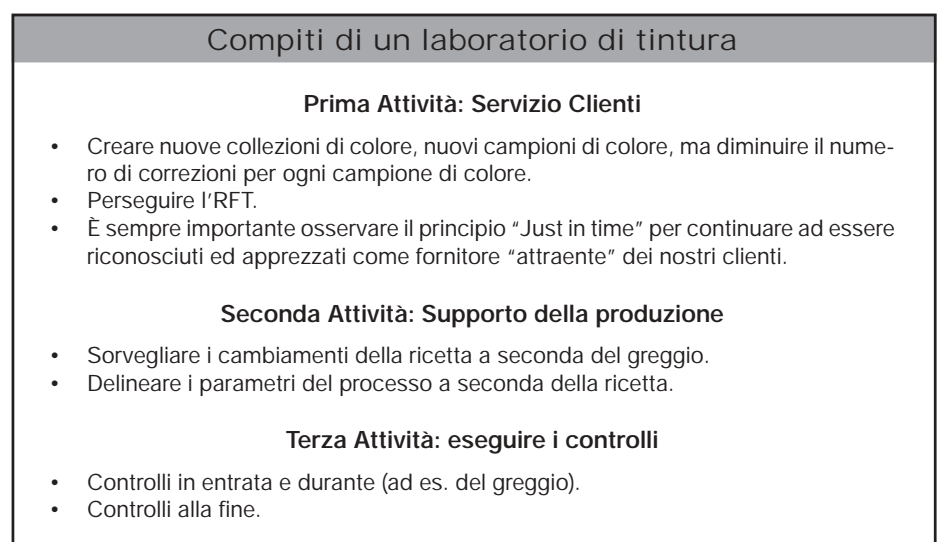 Compiti di un laboratorio di tintura
Prima Attività: Servizio Clienti
• Creare nuove collezioni di colore, nuovi campioni di colore, ma diminuire il nume-
ro di correzioni per ogni campione di colore.
• Perseguire l'RFT.
• È sempre importante osservare il principio “Just in time” per continuare ad essere
riconosciuti ed apprezzati come fornitore “attraente” dei nostri clienti.
Seconda Attività: Supporto della produzione
• Sorvegliare i cambiamenti della ricetta a seconda del greggio.
• Delineare i parametri del processo a seconda della ricetta.
Terza Attività: eseguire i controlli
• Controlli in entrata e durante (ad es. del greggio).
• Controlli alla fine.